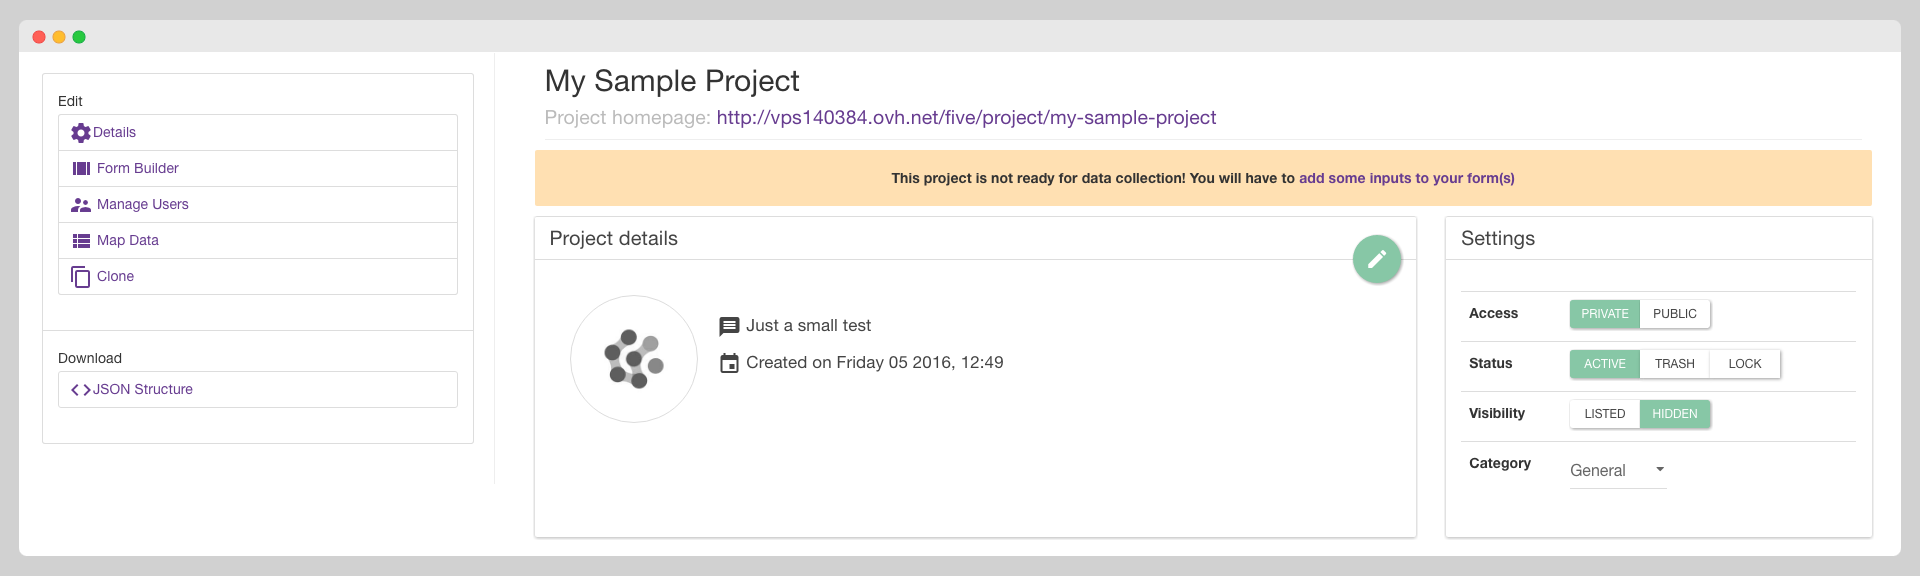 Edit
Details
Form Builder
Manage Users
Map Data
Clone
Download
JSON Structure
My Sample Project
Project homepage: http://vps140384.ovh.net/five/project/my-sample-project
This project is not ready for data collection! You will have to add some inputs to your form(s)
Project details
Just a small test
Created on Friday 05 2016, 12:49
Settings
Access PRIVATE PUBLIC
Status ACTIVE TRASH LOCK
Visibility LISTED HIDDEN
Category General